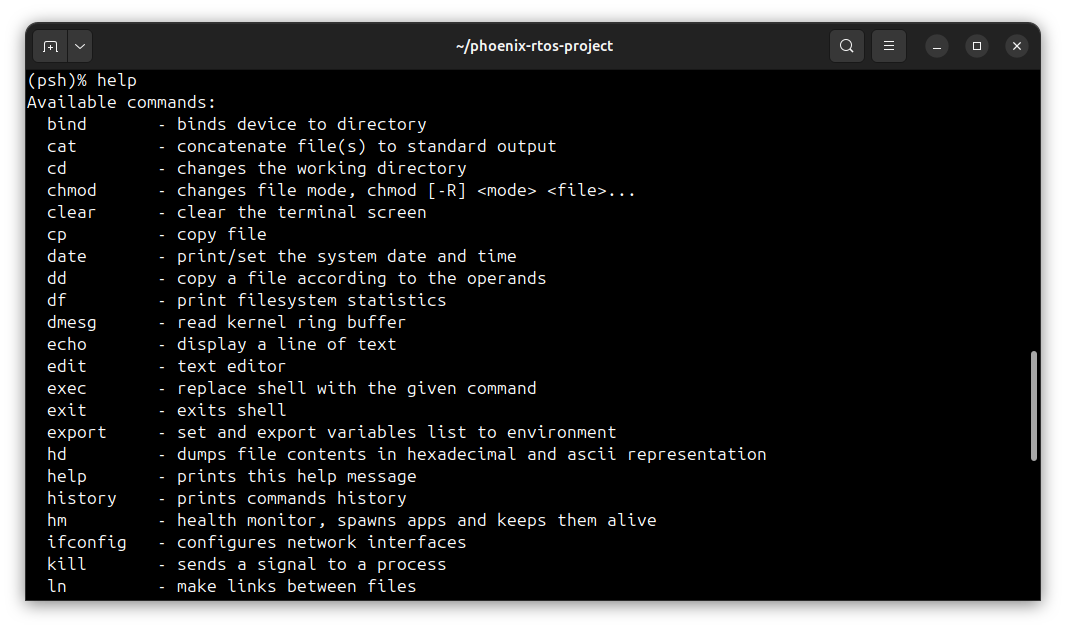 ~/phoenix-rtos-project
(psh)% help
Available commands:
  bind       - binds device to directory
  cat        - concatenate file(s) to standard output
  cd         - changes the working directory
  chmod      - changes file mode, chmod [-R] <mode> <file>...
  clear      - clear the terminal screen
  cp         - copy file
  date       - print/set the system date and time
  dd         - copy a file according to the operands
  df         - print filesystem statistics
  dmesg      - read kernel ring buffer
  echo       - display a line of text
  edit       - text editor
  exec       - replace shell with the given command
  exit       - exits shell
  export     - set and export variables list to environment
  hd         - dumps file contents in hexadecimal and ascii representation
  help       - prints this help message
  history    - prints commands history
  hm         - health monitor, spawns apps and keeps them alive
  ifconfig   - configures network interfaces
  kill       - sends a signal to a process
  ln         - make links between files